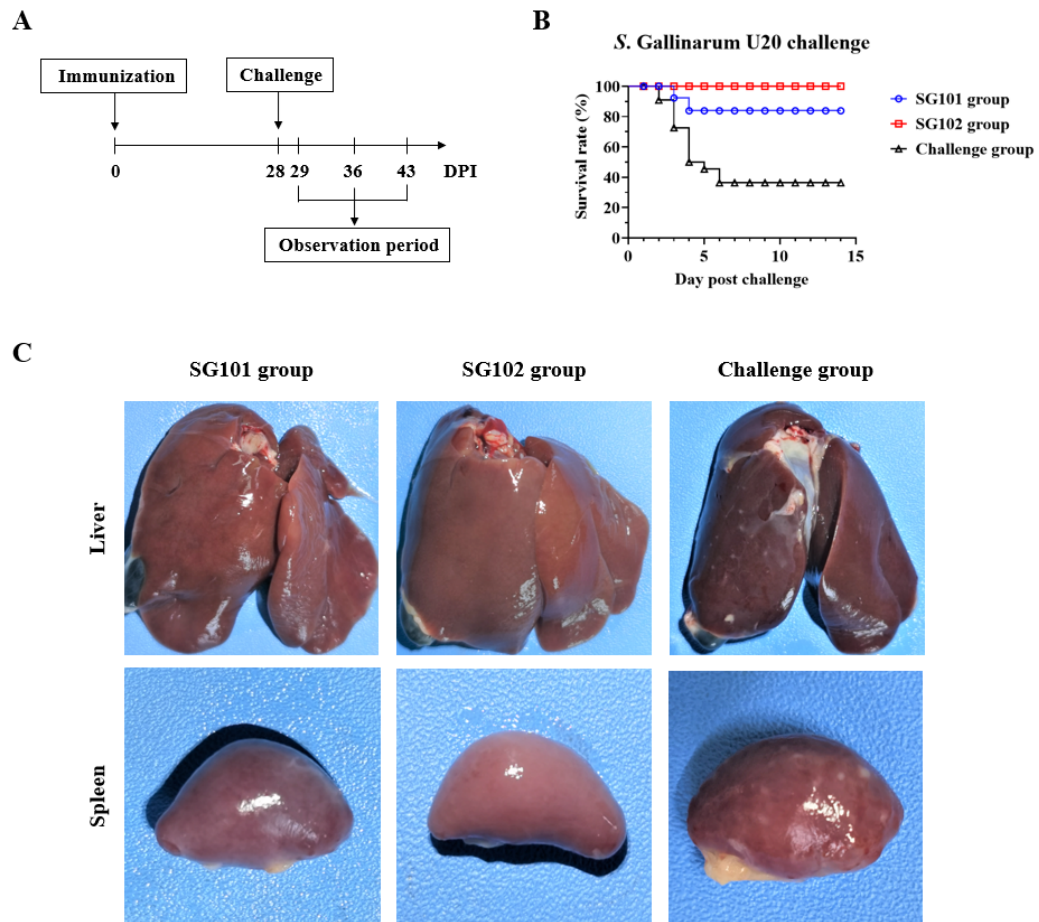 A
Immunization
Challenge
0
28
29
36
43
DPI
Observation period
B
S. Gallinarum U20 challenge
Survival rate (%)
100
80
60
40
20
0
0
5
10
15
Day post challenge
SG101 group
SG102 group
Challenge group
C
SG101 group
SG102 group
Challenge group
Liver
Spleen